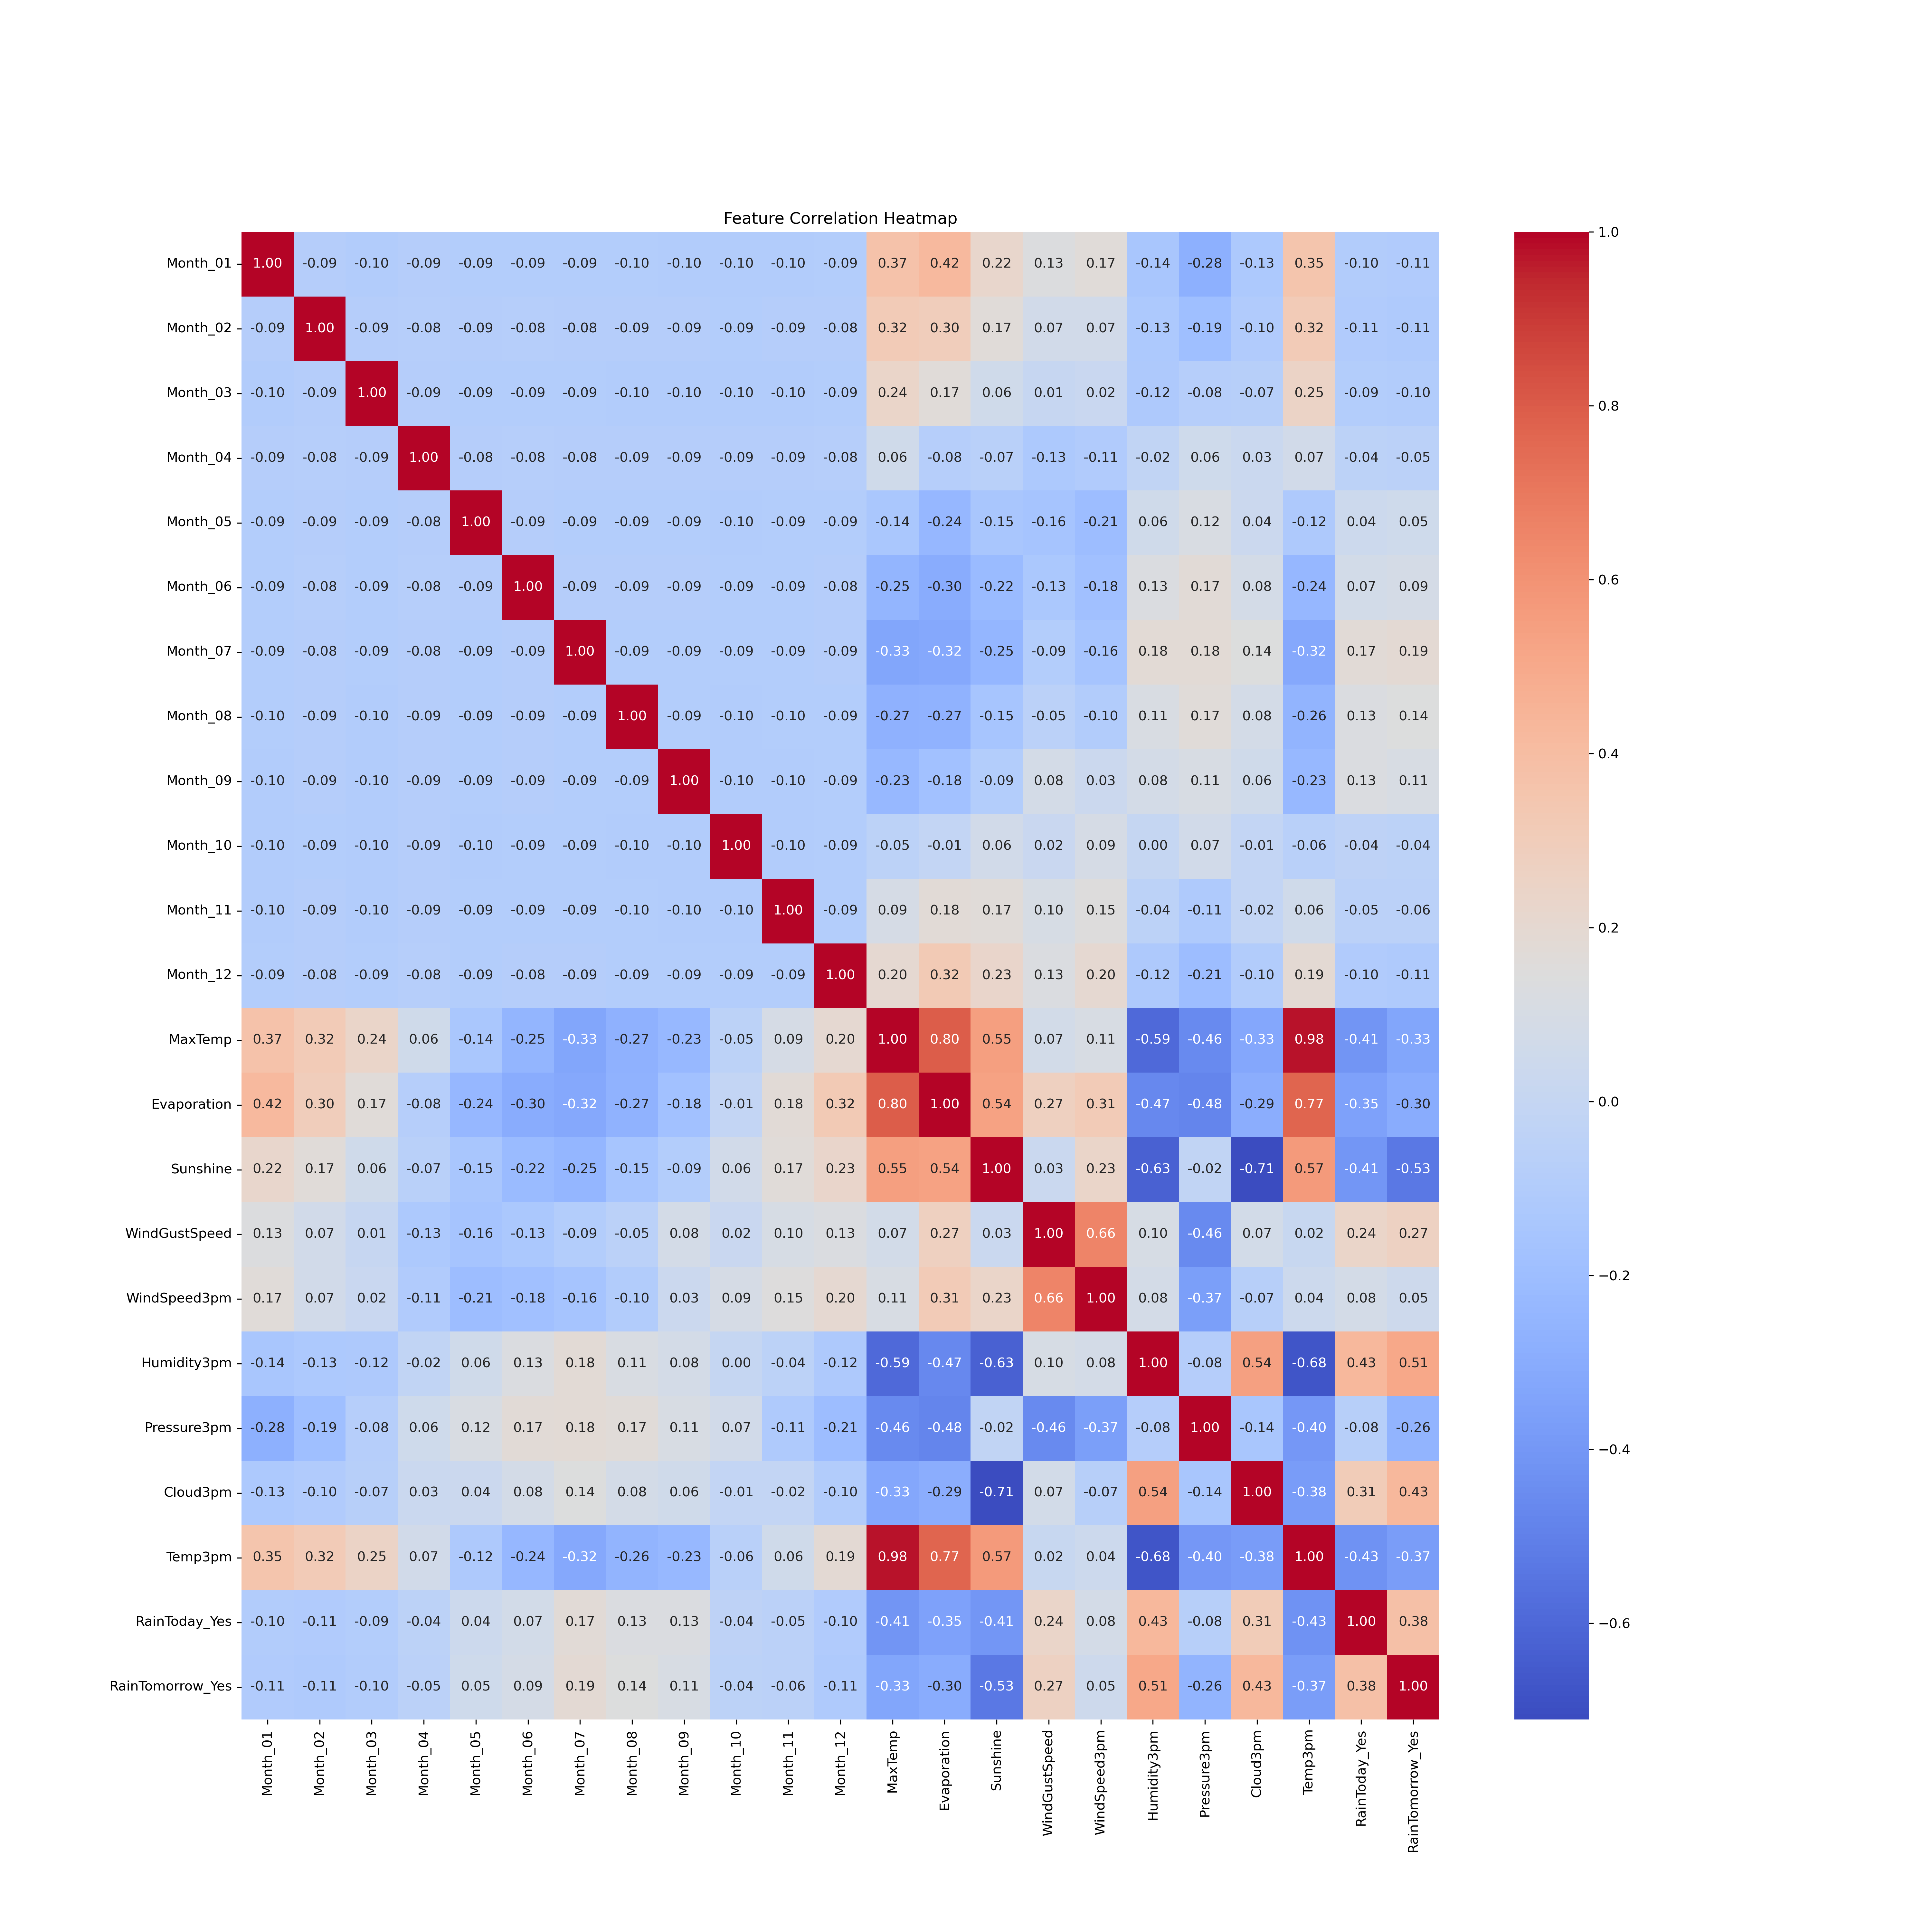 Feature Correlation Heatmap
Month_01 1.00 -0.09 -0.10 -0.09 -0.09 -0.09 -0.09 -0.10 -0.10 -0.10 -0.10 -0.09 0.37 0.42 0.22 0.13 0.17 -0.14 -0.28 -0.13 0.35 -0.10 -0.11
Month_02 -0.09 1.00 -0.09 -0.08 -0.09 -0.08 -0.08 -0.09 -0.09 -0.09 -0.09 -0.08 0.32 0.30 0.17 0.07 0.07 -0.13 -0.19 -0.10 0.32 -0.11 -0.11
Month_03 -0.10 -0.09 1.00 -0.09 -0.09 -0.09 -0.09 -0.10 -0.10 -0.10 -0.10 -0.09 0.24 0.17 0.06 0.01 0.02 -0.12 -0.08 -0.07 0.25 -0.09 -0.10
Month_04 -0.09 -0.08 -0.09 1.00 -0.08 -0.08 -0.08 -0.09 -0.09 -0.09 -0.09 -0.08 0.06 -0.08 -0.07 -0.13 -0.11 -0.02 0.06 0.03 0.07 -0.04 -0.05
Month_05 -0.09 -0.09 -0.09 -0.08 1.00 -0.09 -0.09 -0.09 -0.09 -0.10 -0.09 -0.09 -0.14 -0.24 -0.15 -0.16 -0.21 0.06 0.12 0.04 -0.12 0.04 0.05
Month_06 -0.09 -0.08 -0.09 -0.08 -0.09 1.00 -0.09 -0.09 -0.09 -0.09 -0.09 -0.08 -0.25 -0.30 -0.22 -0.13 -0.18 0.13 0.17 0.08 -0.24 0.07 0.09
Month_07 -0.09 -0.08 -0.09 -0.08 -0.09 -0.09 1.00 -0.09 -0.09 -0.09 -0.09 -0.09 -0.33 -0.32 -0.25 -0.09 -0.16 0.18 0.18 0.14 -0.32 0.17 0.19
Month_08 -0.10 -0.09 -0.10 -0.09 -0.09 -0.09 -0.09 1.00 -0.09 -0.10 -0.10 -0.09 -0.27 -0.27 -0.15 -0.05 -0.10 0.11 0.17 0.08 -0.26 0.13 0.14
Month_09 -0.10 -0.09 -0.10 -0.09 -0.09 -0.09 -0.09 -0.09 1.00 -0.10 -0.10 -0.09 -0.23 -0.18 -0.09 0.08 0.03 0.08 0.11 0.06 -0.23 0.13 0.11
Month_10 -0.10 -0.09 -0.10 -0.09 -0.10 -0.09 -0.09 -0.10 -0.10 1.00 -0.10 -0.09 -0.05 -0.01 0.06 0.02 0.09 0.00 0.07 -0.01 -0.06 -0.04 -0.04
Month_11 -0.10 -0.09 -0.10 -0.09 -0.09 -0.09 -0.09 -0.10 -0.10 -0.10 1.00 -0.09 0.09 0.18 0.17 0.10 0.15 -0.04 -0.11 -0.02 0.06 -0.05 -0.06
Month_12 -0.09 -0.08 -0.09 -0.08 -0.09 -0.08 -0.09 -0.09 -0.09 -0.09 -0.09 1.00 0.20 0.32 0.23 0.13 0.20 -0.12 -0.21 -0.10 0.19 -0.10 -0.11
MaxTemp 0.37 0.32 0.24 0.06 -0.14 -0.25 -0.33 -0.27 -0.23 -0.05 0.09 0.20 1.00 0.80 0.55 0.07 0.11 -0.59 -0.46 -0.33 0.98 -0.41 -0.33
Evaporation 0.42 0.30 0.17 -0.08 -0.24 -0.30 -0.32 -0.27 -0.18 -0.01 0.18 0.32 0.80 1.00 0.54 0.27 0.31 -0.47 -0.48 -0.29 0.77 -0.35 -0.30
Sunshine 0.22 0.17 0.06 -0.07 -0.15 -0.22 -0.25 -0.15 -0.09 0.06 0.17 0.23 0.55 0.54 1.00 0.03 0.23 -0.63 -0.02 -0.71 0.57 -0.41 -0.53
WindGustSpeed 0.13 0.07 0.01 -0.13 -0.16 -0.13 -0.09 -0.05 0.08 0.02 0.10 0.13 0.07 0.27 0.03 1.00 0.66 0.10 -0.46 0.07 0.02 0.24 0.27
WindSpeed3pm 0.17 0.07 0.02 -0.11 -0.21 -0.18 -0.16 -0.10 0.03 0.09 0.15 0.20 0.11 0.31 0.23 0.66 1.00 0.08 -0.37 -0.07 0.04 0.08 0.05
Humidity3pm -0.14 -0.13 -0.12 -0.02 0.06 0.13 0.18 0.11 0.08 0.00 -0.04 -0.12 -0.59 -0.47 -0.63 0.10 0.08 1.00 -0.08 0.54 -0.68 0.43 0.51
Pressure3pm -0.28 -0.19 -0.08 0.06 0.12 0.17 0.18 0.17 0.11 0.07 -0.11 -0.21 -0.46 -0.48 -0.02 -0.46 -0.37 -0.08 1.00 -0.14 -0.40 -0.08 -0.26
Cloud3pm -0.13 -0.10 -0.07 0.03 0.04 0.08 0.14 0.08 0.06 -0.01 -0.02 -0.10 -0.33 -0.29 -0.71 0.07 -0.07 0.54 -0.14 1.00 -0.38 0.31 0.43
Temp3pm 0.35 0.32 0.25 0.07 -0.12 -0.24 -0.32 -0.26 -0.23 -0.06 0.06 0.19 0.98 0.77 0.57 0.02 0.04 -0.68 -0.40 -0.38 1.00 -0.43 -0.37
RainToday_Yes -0.10 -0.11 -0.09 -0.04 0.04 0.07 0.17 0.13 0.13 -0.04 -0.05 -0.10 -0.41 -0.35 -0.41 0.24 0.08 0.43 -0.08 0.31 -0.43 1.00 0.38
RainTomorrow_Yes -0.11 -0.11 -0.10 -0.05 0.05 0.09 0.19 0.14 0.11 -0.04 -0.06 -0.11 -0.33 -0.30 -0.53 0.27 0.05 0.51 -0.26 0.43 -0.37 0.38 1.00
Month_01
Month_02
Month_03
Month_04
Month_05
Month_06
Month_07
Month_08
Month_09
Month_10
Month_11
Month_12
MaxTemp
Evaporation
Sunshine
WindGustSpeed
WindSpeed3pm
Humidity3pm
Pressure3pm
Cloud3pm
Temp3pm
RainToday_Yes
RainTomorrow_Yes
1.0
0.8
0.6
0.4
0.2
0.0
−0.2
−0.4
−0.6